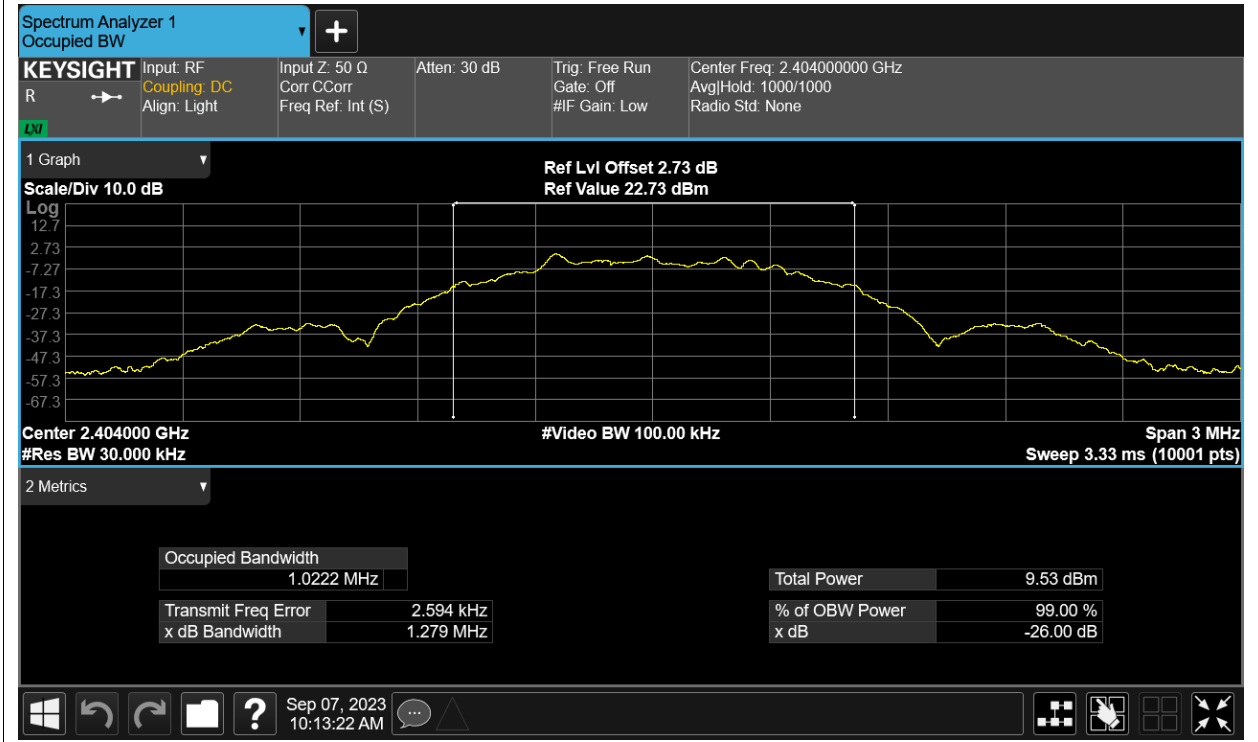 Spectrum Analyzer 1
Occupied BW
KEYSIGHT
R
LXI
Input: RF
Coupling: DC
Align: Light
Input Z: 50 Ω
Corr CCorr
Freq Ref: Int (S)
Atten: 30 dB
Trig: Free Run
Gate: Off
#IF Gain: Low
Center Freq: 2.404000000 GHz
Avg|Hold: 1000/1000
Radio Std: None
1 Graph
Scale/Div 10.0 dB
Ref Lvl Offset 2.73 dB
Ref Value 22.73 dBm
Log
12.7
2.73
-7.27
-17.3
-27.3
-37.3
-47.3
-57.3
-67.3
Center 2.404000 GHz
#Video BW 100.00 kHz
Span 3 MHz
#Res BW 30.000 kHz
Sweep 3.33 ms (10001 pts)
2 Metrics
Occupied Bandwidth
1.0222 MHz
Total Power 9.53 dBm
Transmit Freq Error 2.594 kHz
% of OBW Power 99.00 %
x dB Bandwidth 1.279 MHz
x dB -26.00 dB
?
Sep 07, 2023
10:13:22 AM